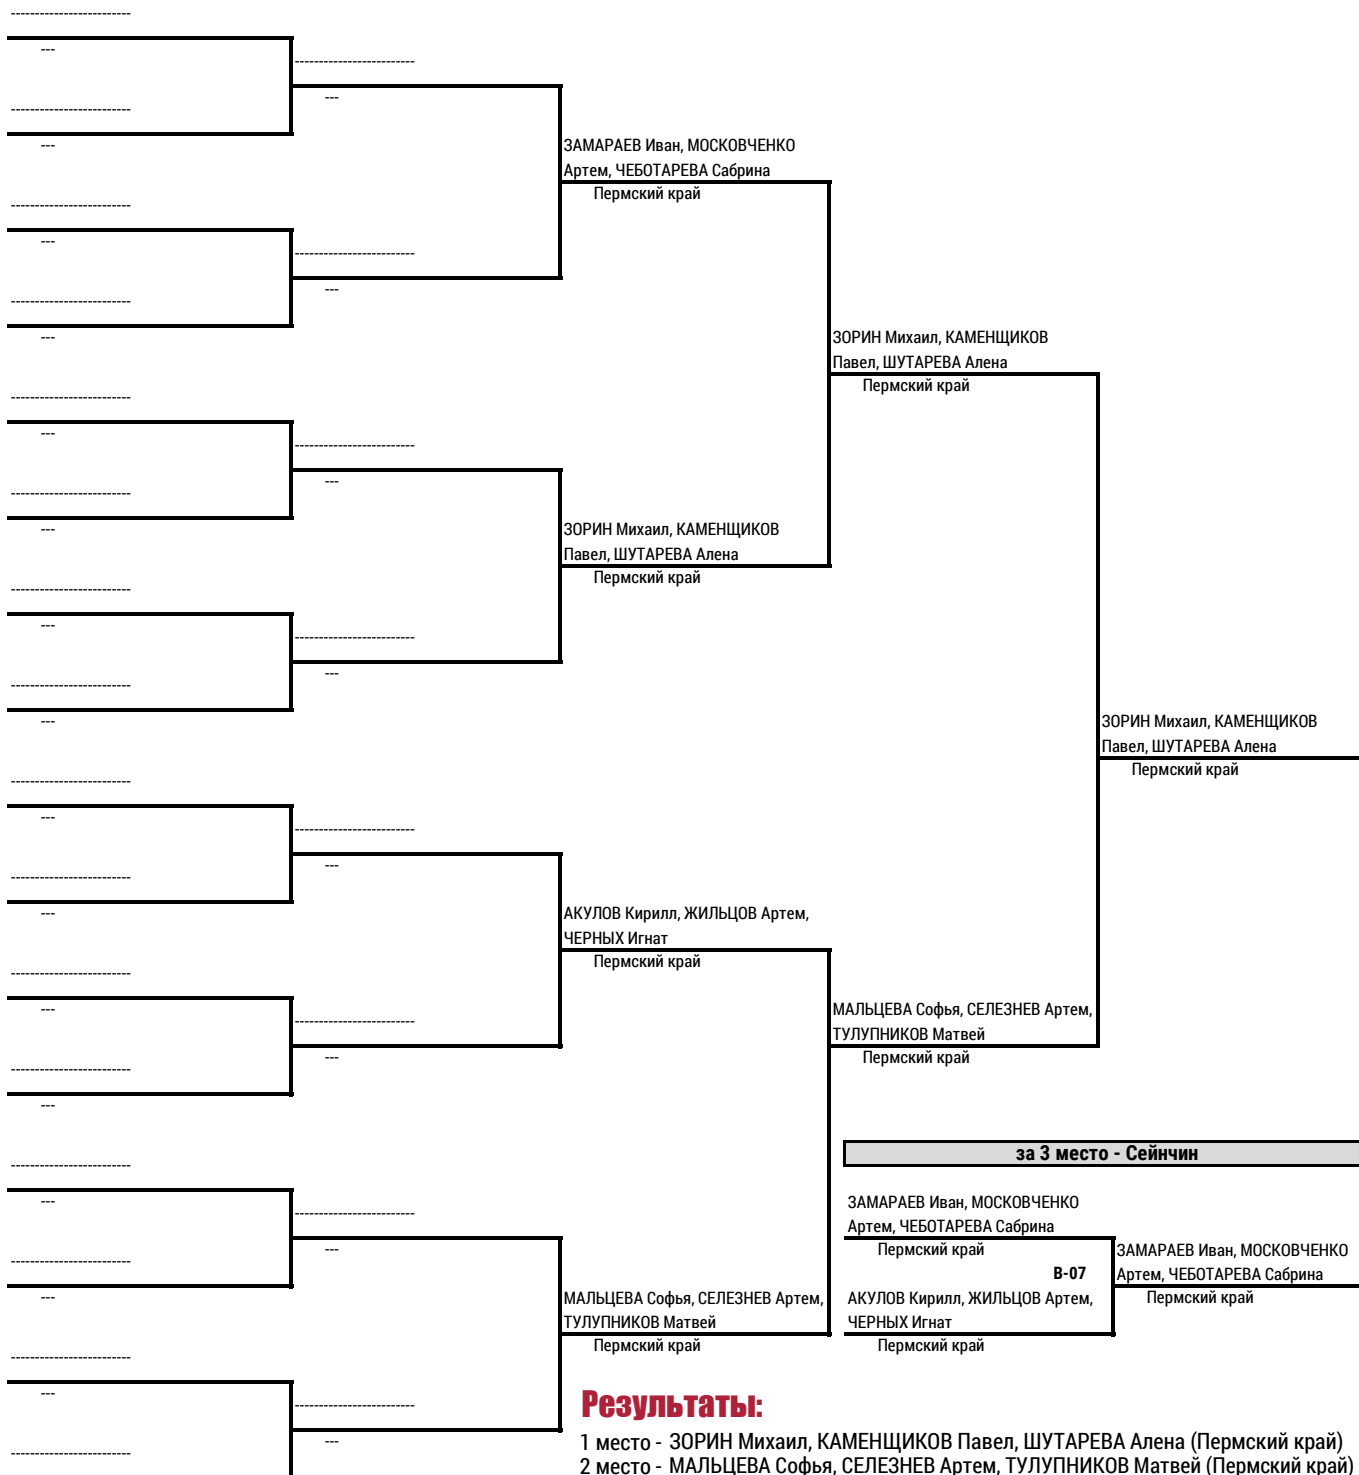 -------------------------
---
-------------------------
---
-------------------------
---
ЗАМАРАЕВ Иван, МОСКОВЧЕНКО
Артем, ЧЕБОТАРЕВА Сабрина
Пермский край
-------------------------
---
-------------------------
---
-------------------------
---
ЗОРИН Михаил, КАМЕНЩИКОВ
Павел, ШУТАРЕВА Алена
Пермский край
-------------------------
---
-------------------------
---
-------------------------
---
ЗОРИН Михаил, КАМЕНЩИКОВ
Павел, ШУТАРЕВА Алена
Пермский край
-------------------------
---
-------------------------
---
-------------------------
---
ЗОРИН Михаил, КАМЕНЩИКОВ
Павел, ШУТАРЕВА Алена
Пермский край
-------------------------
---
-------------------------
---
-------------------------
---
АКУЛОВ Кирилл, ЖИЛЬЦОВ Артем,
ЧЕРНЫХ Игнат
Пермский край
-------------------------
---
-------------------------
---
МАЛЬЦЕВА Софья, СЕЛЕЗНЕВ Артем,
ТУЛУПНИКОВ Матвей
Пермский край
-------------------------
---
за 3 место - Сейнчин
-------------------------
---
ЗАМАРАЕВ Иван, МОСКОВЧЕНКО
Артем, ЧЕБОТАРЕВА Сабрина
Пермский край
-------------------------
---
B-07
ЗАМАРАЕВ Иван, МОСКОВЧЕНКО
Артем, ЧЕБОТАРЕВА Сабрина
Пермский край
-------------------------
---
МАЛЬЦЕВА Софья, СЕЛЕЗНЕВ Артем,
ТУЛУПНИКОВ Матвей
Пермский край
АКУЛОВ Кирилл, ЖИЛЬЦОВ Артем,
ЧЕРНЫХ Игнат
Пермский край
-------------------------
---
-------------------------
---
-------------------------
Результаты:
1 место - ЗОРИН Михаил, КАМЕНЩИКОВ Павел, ШУТАРЕВА Алена (Пермский край)
2 место - МАЛЬЦЕВА Софья, СЕЛЕЗНЕВ Артем, ТУЛУПНИКОВ Матвей (Пермский край)